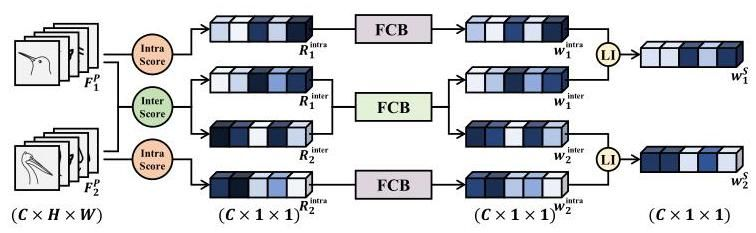 Intra
Score
F_1^P
Inter
Score
Intra
Score
F_2^P
R_1^intra
R_1^inter
R_2^inter
R_2^intra
FCB
FCB
FCB
w_1^intra
w_1^inter
w_2^inter
w_2^intra
LI
LI
w_1^S
w_2^S
(C × H × W)
(C × 1 × 1)
(C × 1 × 1)
(C × 1 × 1)